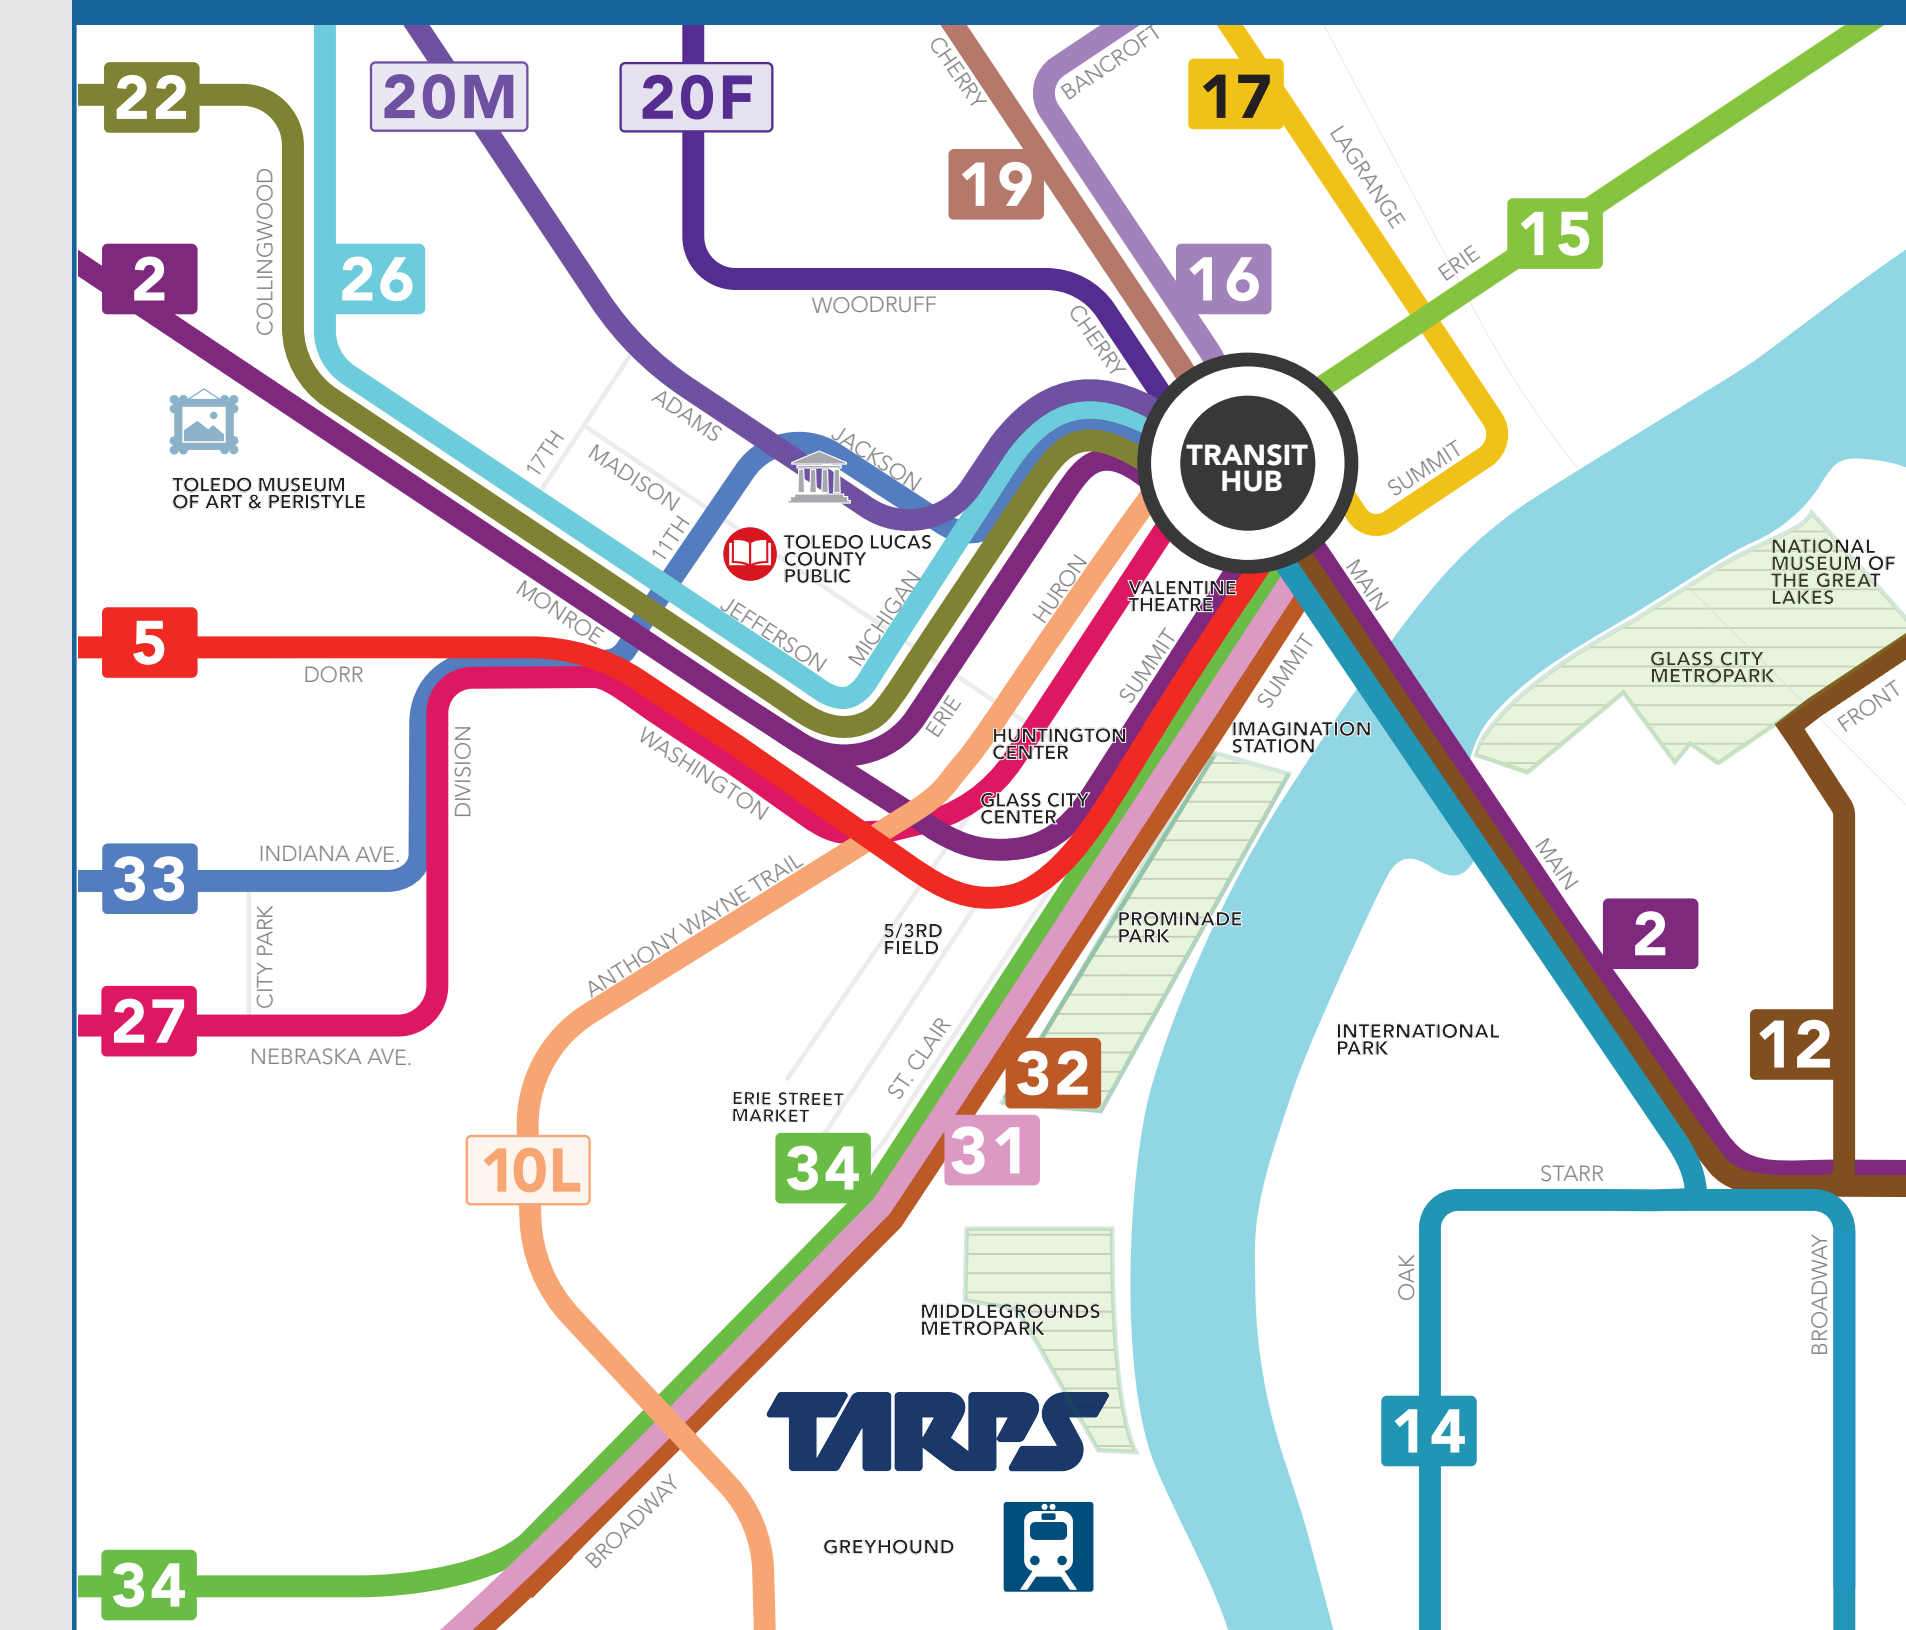 22
20M
20F
CHERRY
BANCROFT
17
LAGRANGE
19
15
ERIE
COLLINGWOOD
2
26
16
WOODRUFF
CHERRY
TOLEDO MUSEUM
OF ART & PERISTYLE
17TH
ADAMS
MADISON
JACKSON
11TH
TRANSIT
HUB
SUMMIT
TOLEDO LUCAS
COUNTY
PUBLIC
NATIONAL
MUSEUM OF
THE GREAT
LAKES
MONROE
JEFFERSON
MICHIGAN
HURON
VALENTINE
THEATRE
MAIN
5
DORR
SUMMIT
SUMMIT
GLASS CITY
METROPARK
FRONT
DIVISION
WASHINGTON
ERIE
HUNTINGTON
CENTER
IMAGINATION
STATION
GLASS CITY
CENTER
33
INDIANA AVE.
MAIN
CITY PARK
ANTHONY WAYNE TRAIL
5/3RD
FIELD
PROMINADE
PARK
2
27
NEBRASKA AVE.
ST. CLAIR
32
INTERNATIONAL
PARK
12
ERIE STREET
MARKET
10L
34
31
STARR
OAK
BROADWAY
MIDDLEGROUNDS
METROPARK
TARPS
14
BROADWAY
GREYHOUND
34